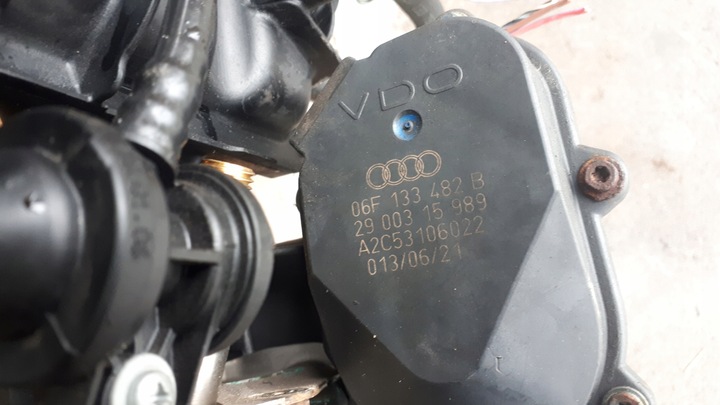 VDO
06F 133 482 B
29 003 15 989
A2C53106022
013/06/21